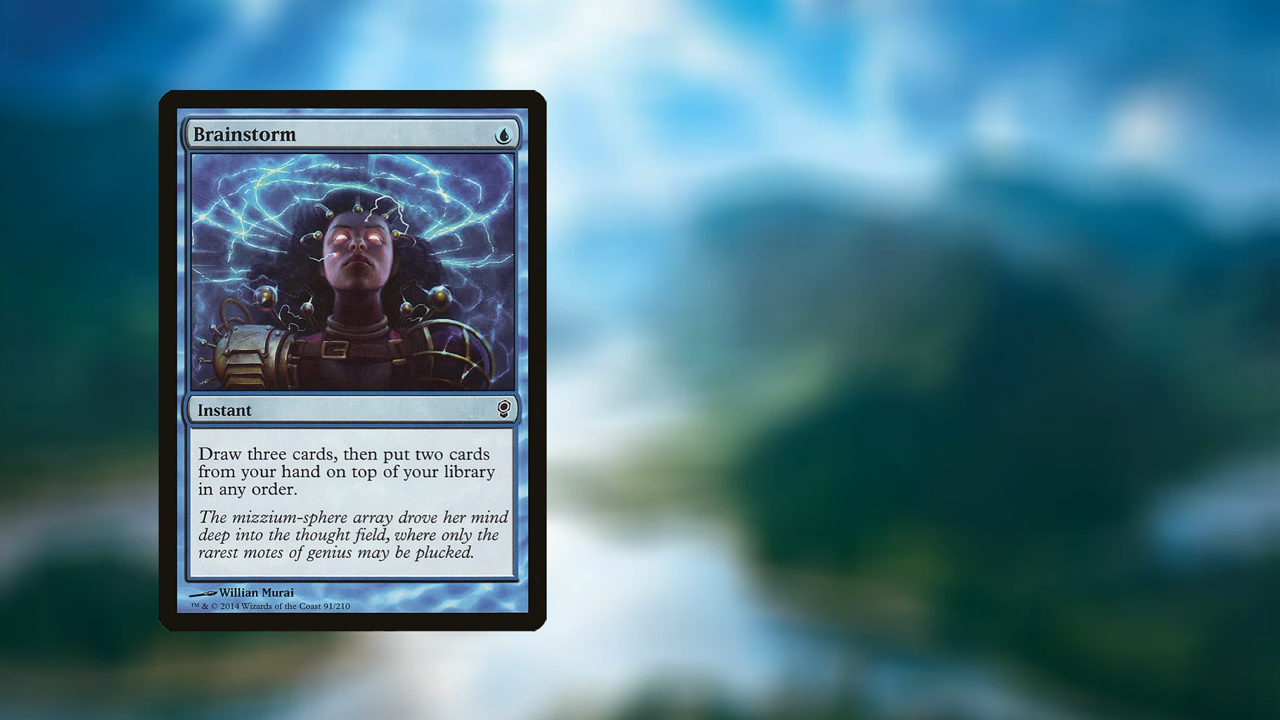 Brainstorm
Instant
Draw three cards, then put two cards
from your hand on top of your library
in any order.
The mizzium-sphere array drove her mind
deep into the thought field, where only the
rarest motes of genius may be plucked.
Willian Murai
™ & © 2014 Wizards of the Coast 91/210